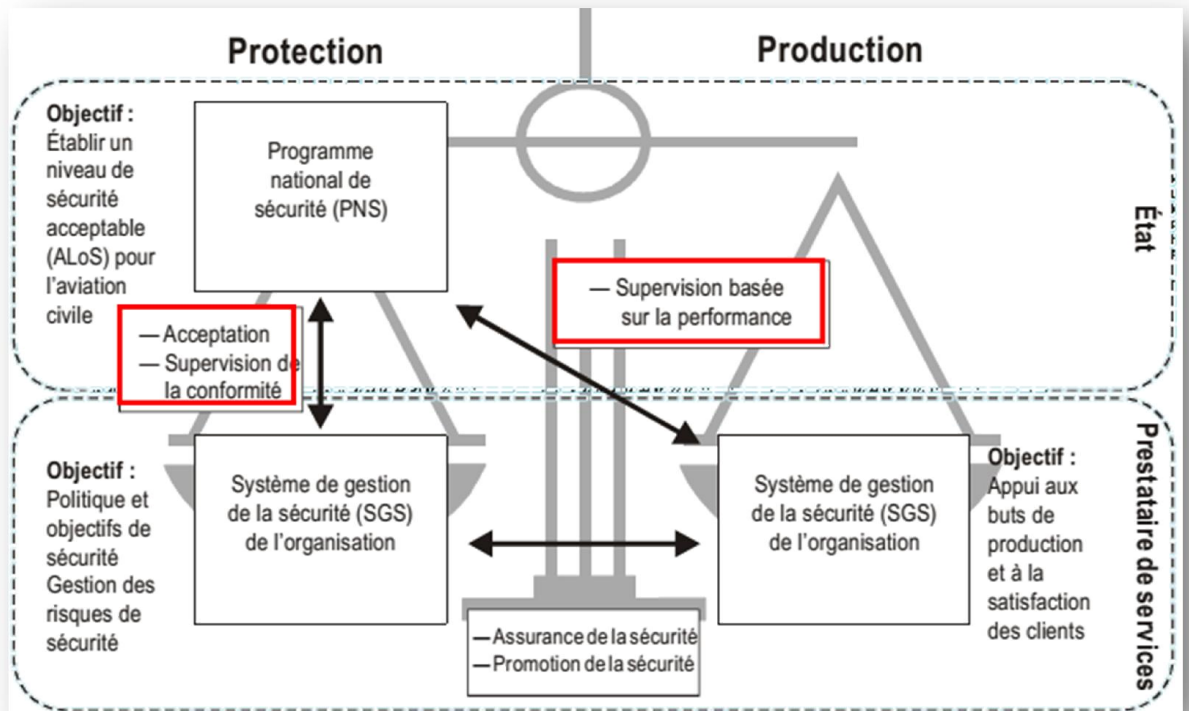 Protection
Production
Objectif :
Établir un
niveau de
sécurité
acceptable
(ALoS) pour
l'aviation
civile
Programme
national de
sécurité (PNS)
— Acceptation
— Supervision de
la conformité
— Supervision basée
sur la performance
État
Objectif :
Politique et
objectifs de
sécurité
Gestion des
risques de
sécurité
Système de gestion
de la sécurité (SGS)
de l'organisation
— Assurance de la sécurité
— Promotion de la sécurité
Système de gestion
de la sécurité (SGS)
de l'organisation
Objectif :
Appui aux
buts de
production
et à la
satisfaction
des clients
Prestataire de services